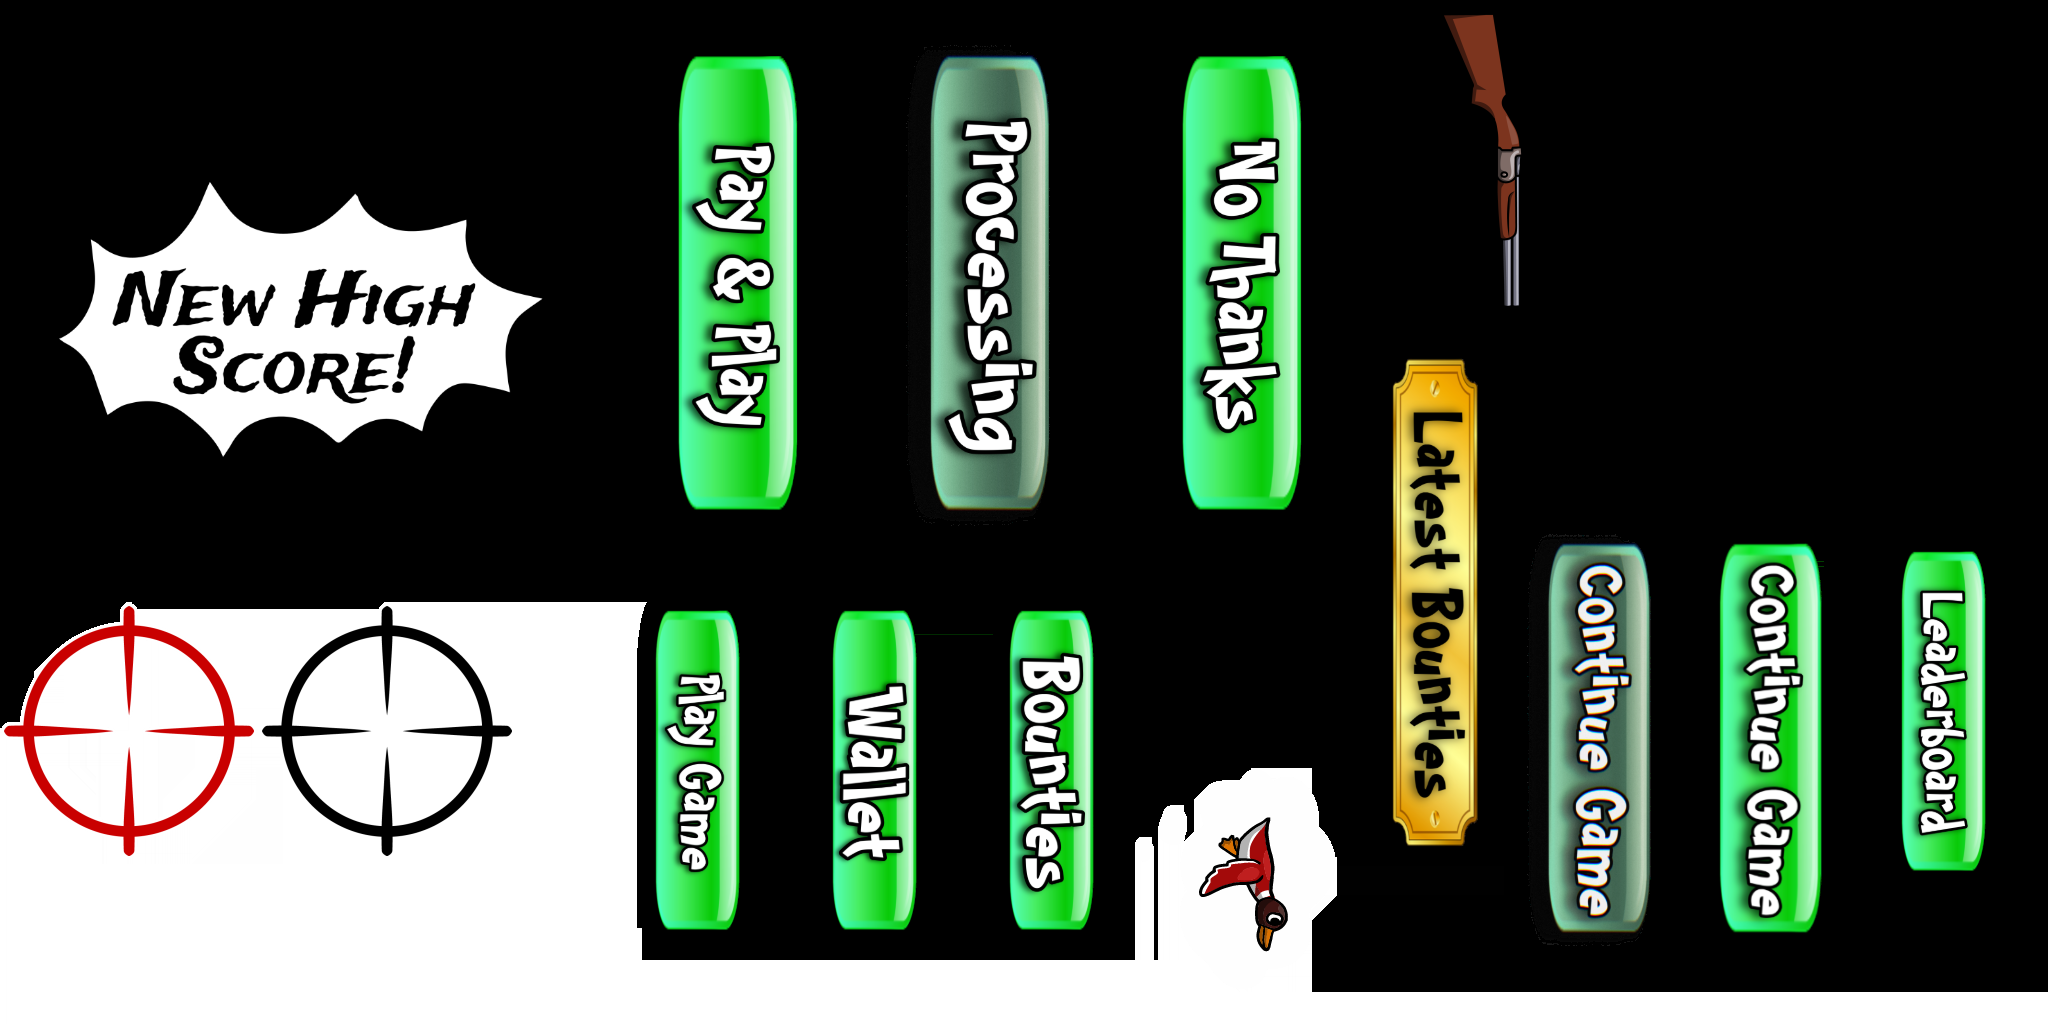 New High
Score!
Pay & Play
Processing
No Thanks
Latest Bounties
Play Game
Wallet
Bounties
Continue Game
Continue Game
Leaderboard